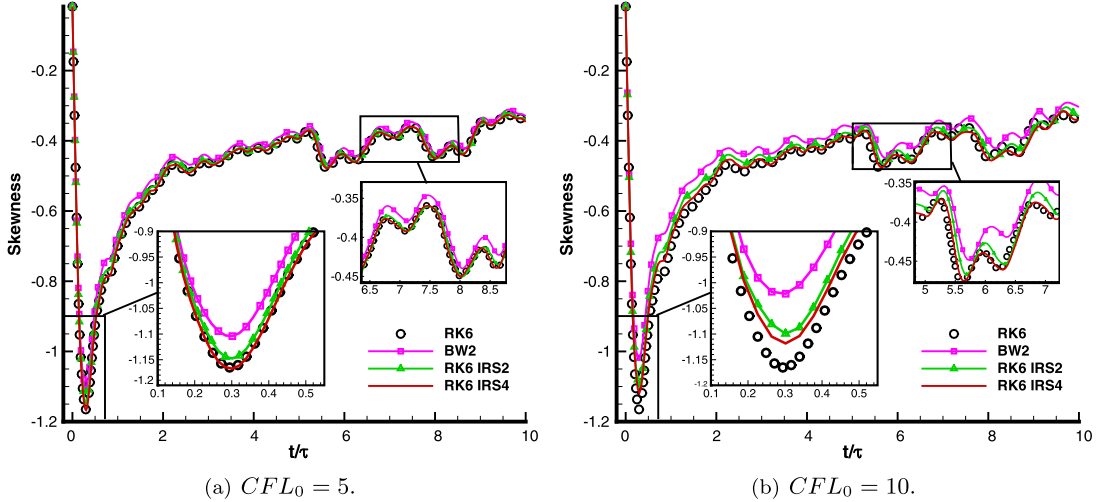 Skewness
-0.2
-0.4
-0.6
-0.8
-1
-1.2
0 2 4 6 8 10
t/τ
-0.35
-0.4
-0.45
6.5 7 7.5 8 8.5
-0.9
-1
-1.05
-1.1
-1.15
-1.2
0.1 0.2 0.3 0.4 0.5
RK6
BW2
RK6 IRS2
RK6 IRS4
(a) CFL₀ = 5.
Skewness
-0.2
-0.4
-0.6
-0.8
-1
-1.2
0 2 4 6 8 10
t/τ
-0.35
-0.4
-0.45
5 5.5 6 6.5 7
-0.9
-1
-1.05
-1.1
-1.15
-1.2
0.1 0.2 0.3 0.4 0.5
RK6
BW2
RK6 IRS2
RK6 IRS4
(b) CFL₀ = 10.